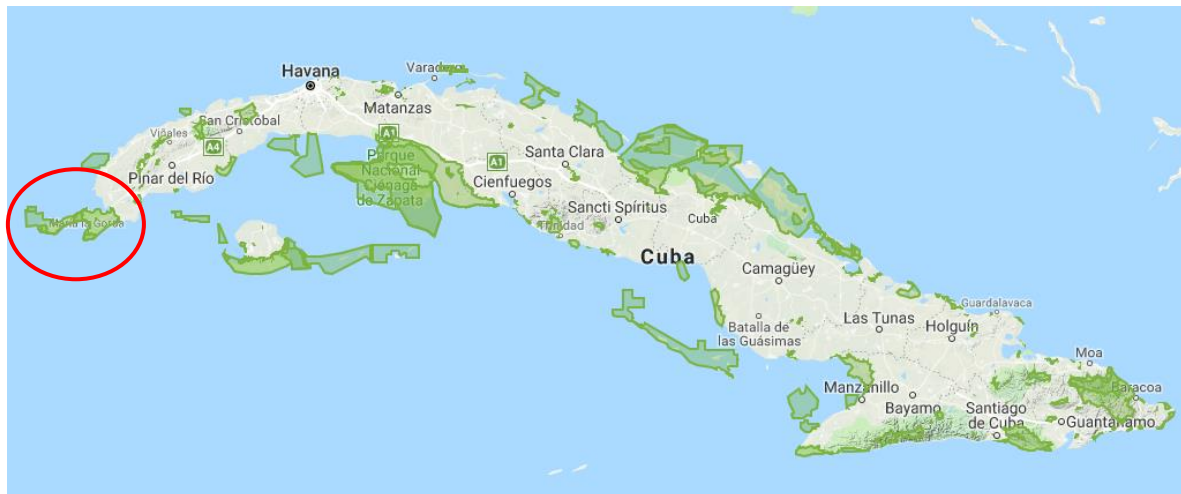 Havana
Varadero
Matanzas
San Cristóbal
Viñales
A4
A1
Pinar del Río
Parque
Nacional
Ciénaga
de Zapata
A1
Santa Clara
Cienfuegos
Sancti Spíritus
Trinidad
Cuba
Cuba
Camagüey
Guardalavaca
Las Tunas
Holguín
Batalla de
las Guásimas
Moa
Manzanillo
Baracoa
Bayamo
Santiago
de Cuba
Guantánamo